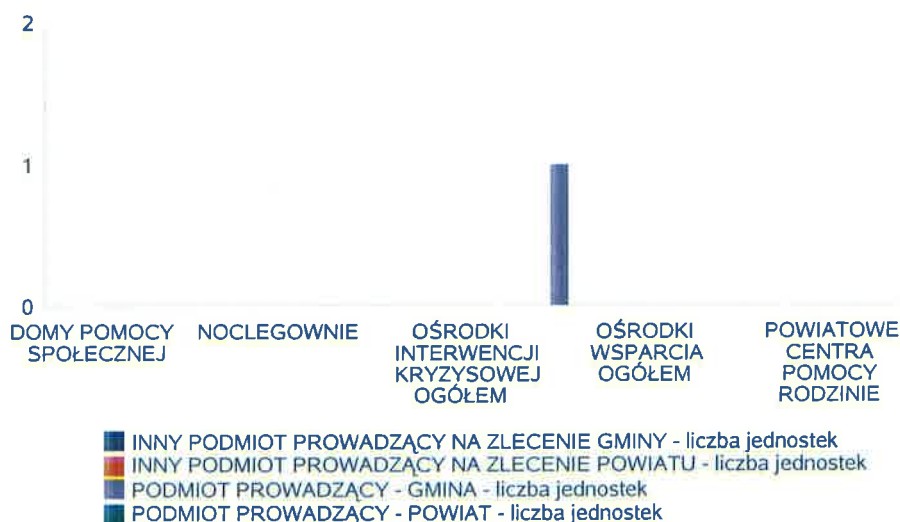 2
1
0
DOMY POMOCY SPOŁECZNEJ
NOCLEGOWNIE
OŚRODKI INTERWENCJI KRYZYSOWEJ OGÓŁEM
OŚRODKI WSPARCIA OGÓŁEM
POWIATOWE CENTRA POMOCY RODZINIE
INNY PODMIOT PROWADZĄCY NA ZLECENIE GMINY - liczba jednostek
INNY PODMIOT PROWADZĄCY NA ZLECENIE POWIATU - liczba jednostek
PODMIOT PROWADZĄCY - GMINA - liczba jednostek
PODMIOT PROWADZĄCY - POWIAT - liczba jednostek